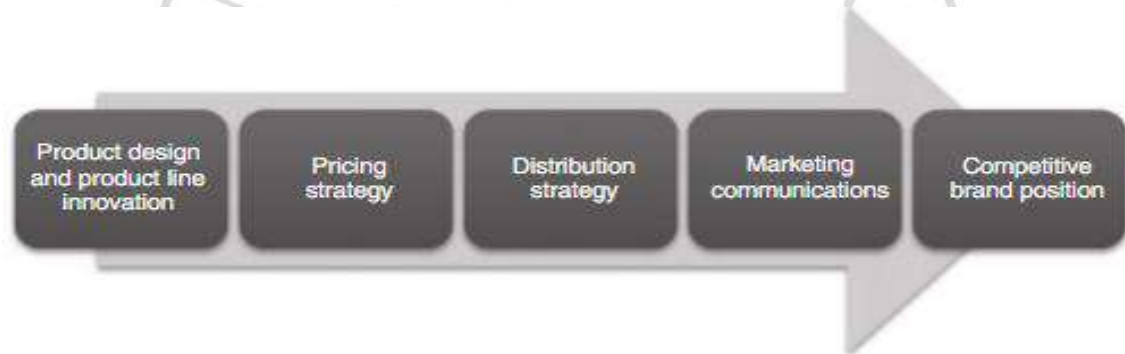 Product design
and product line
innovation
Pricing
strategy
Distribution
strategy
Marketing
communications
Competitive
brand position